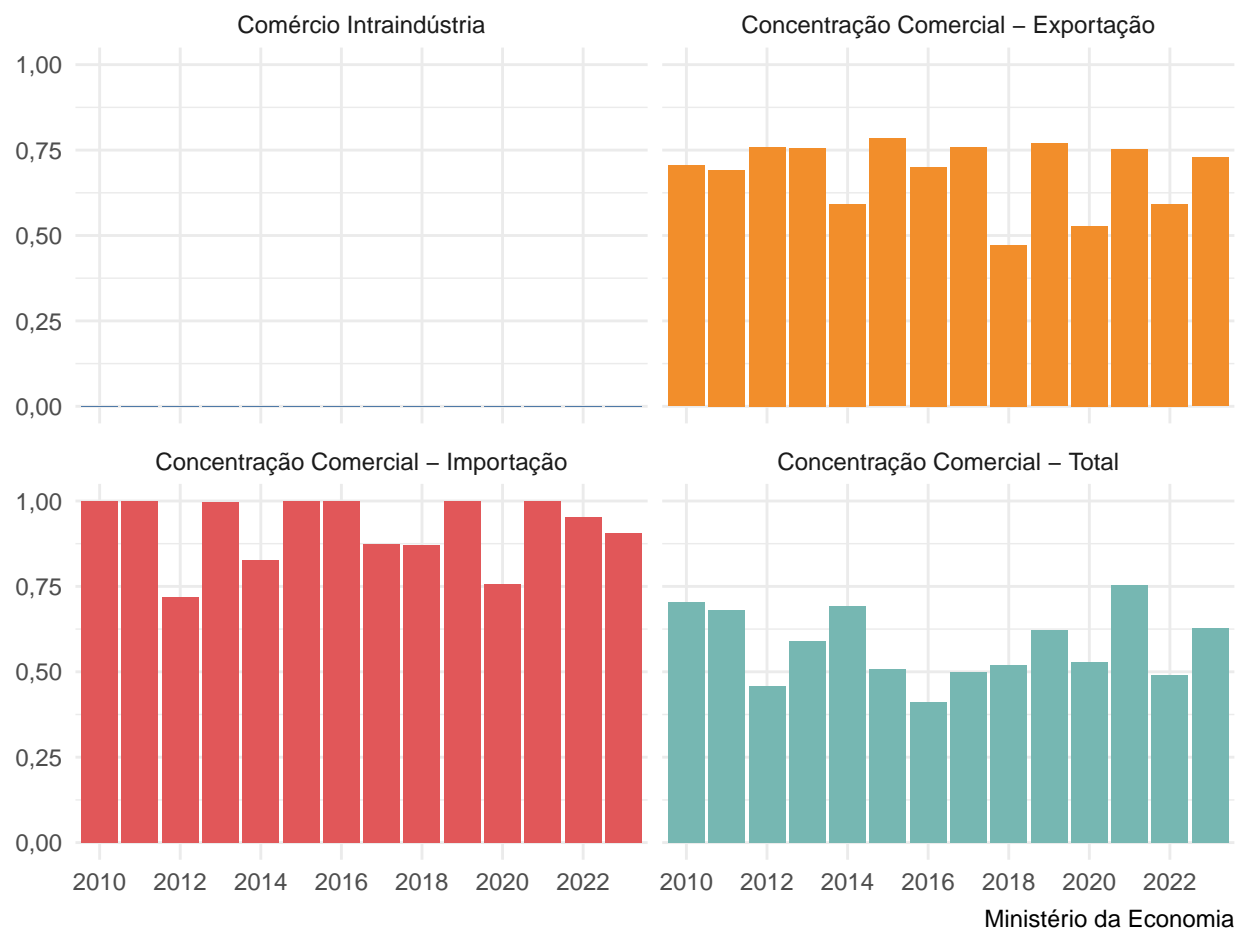 Comércio Intraindústria
Concentração Comercial – Exportação
1,00
0,75
0,50
0,25
0,00
Concentração Comercial – Importação
Concentração Comercial – Total
1,00
0,75
0,50
0,25
0,00
2010 2012 2014 2016 2018 2020 2022
2010 2012 2014 2016 2018 2020 2022
Ministério da Economia